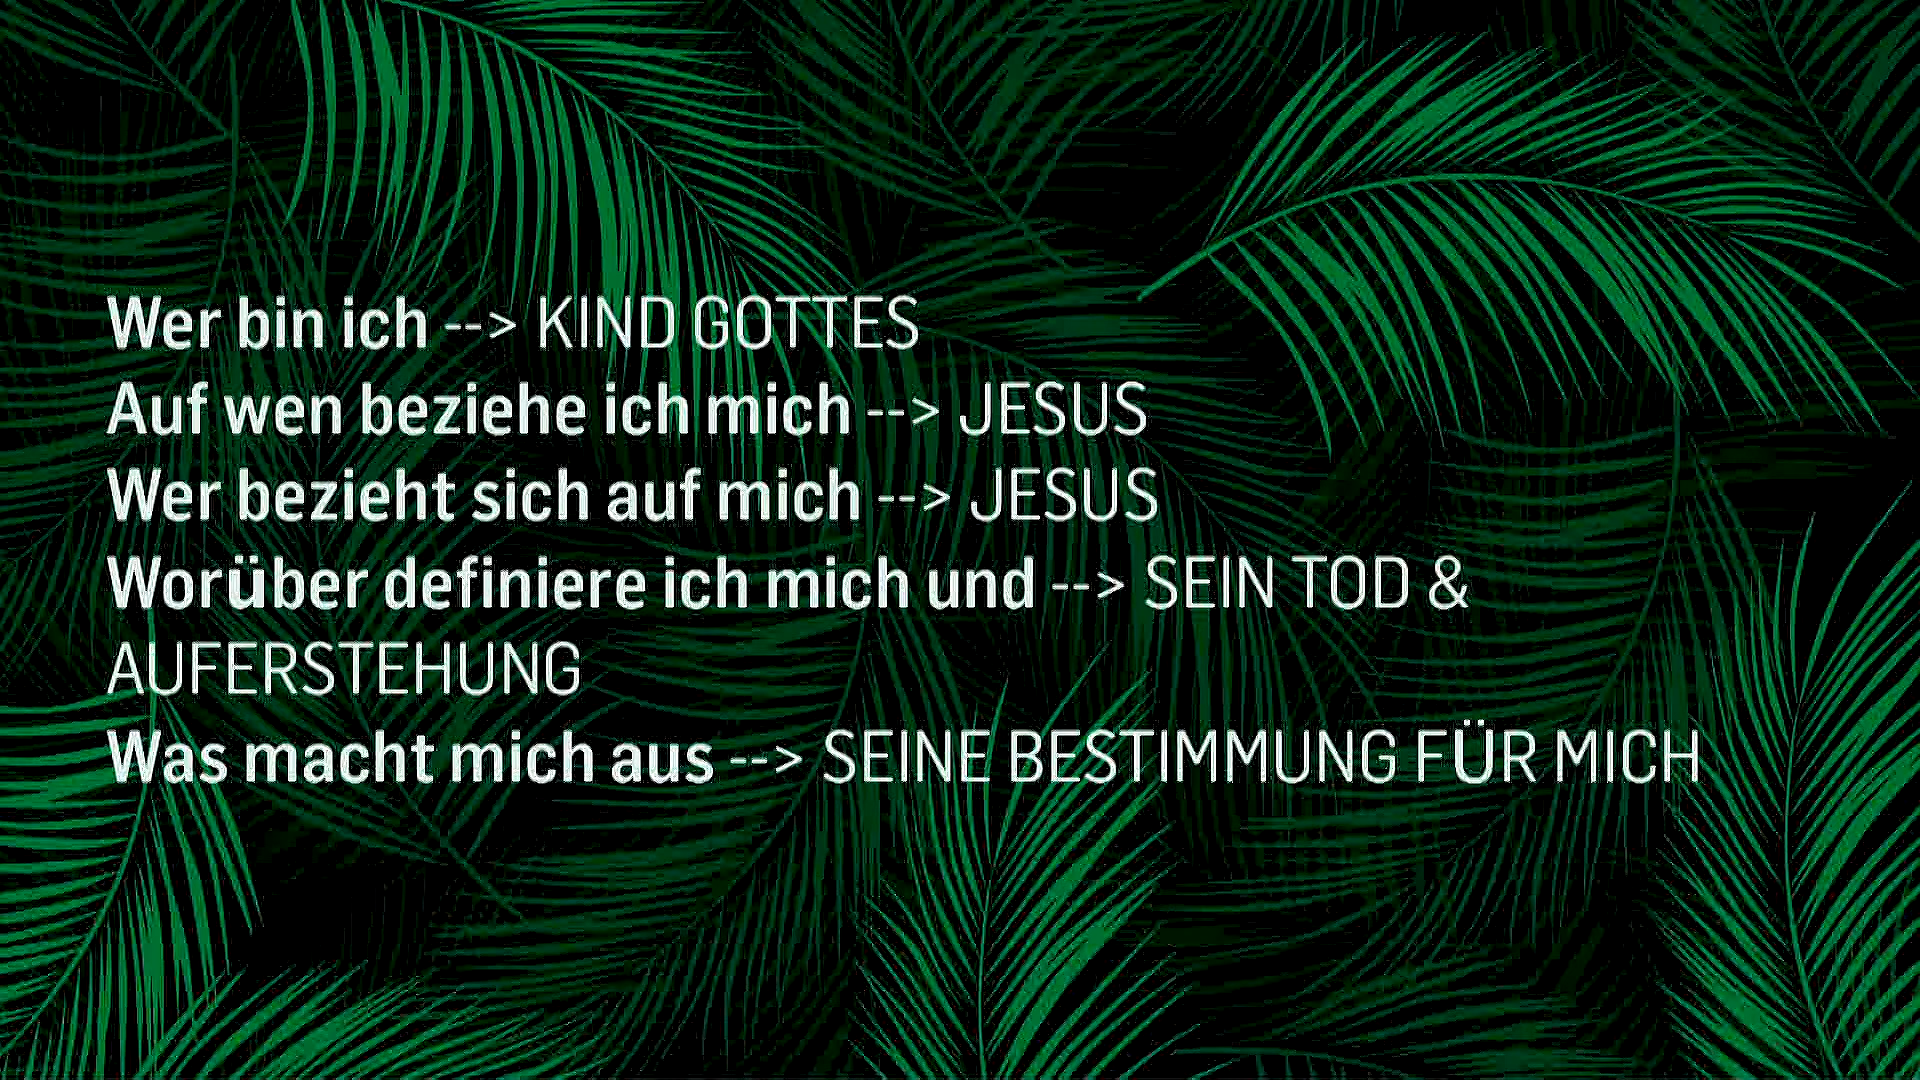 Wer bin ich --> KIND GOTTES
Auf wen beziehe ich mich --> JESUS
Wer bezieht sich auf mich --> JESUS
Worüber definiere ich mich und --> SEIN TOD &
AUFERSTEHUNG
Was macht mich aus --> SEINE BESTIMMUNG FÜR MICH